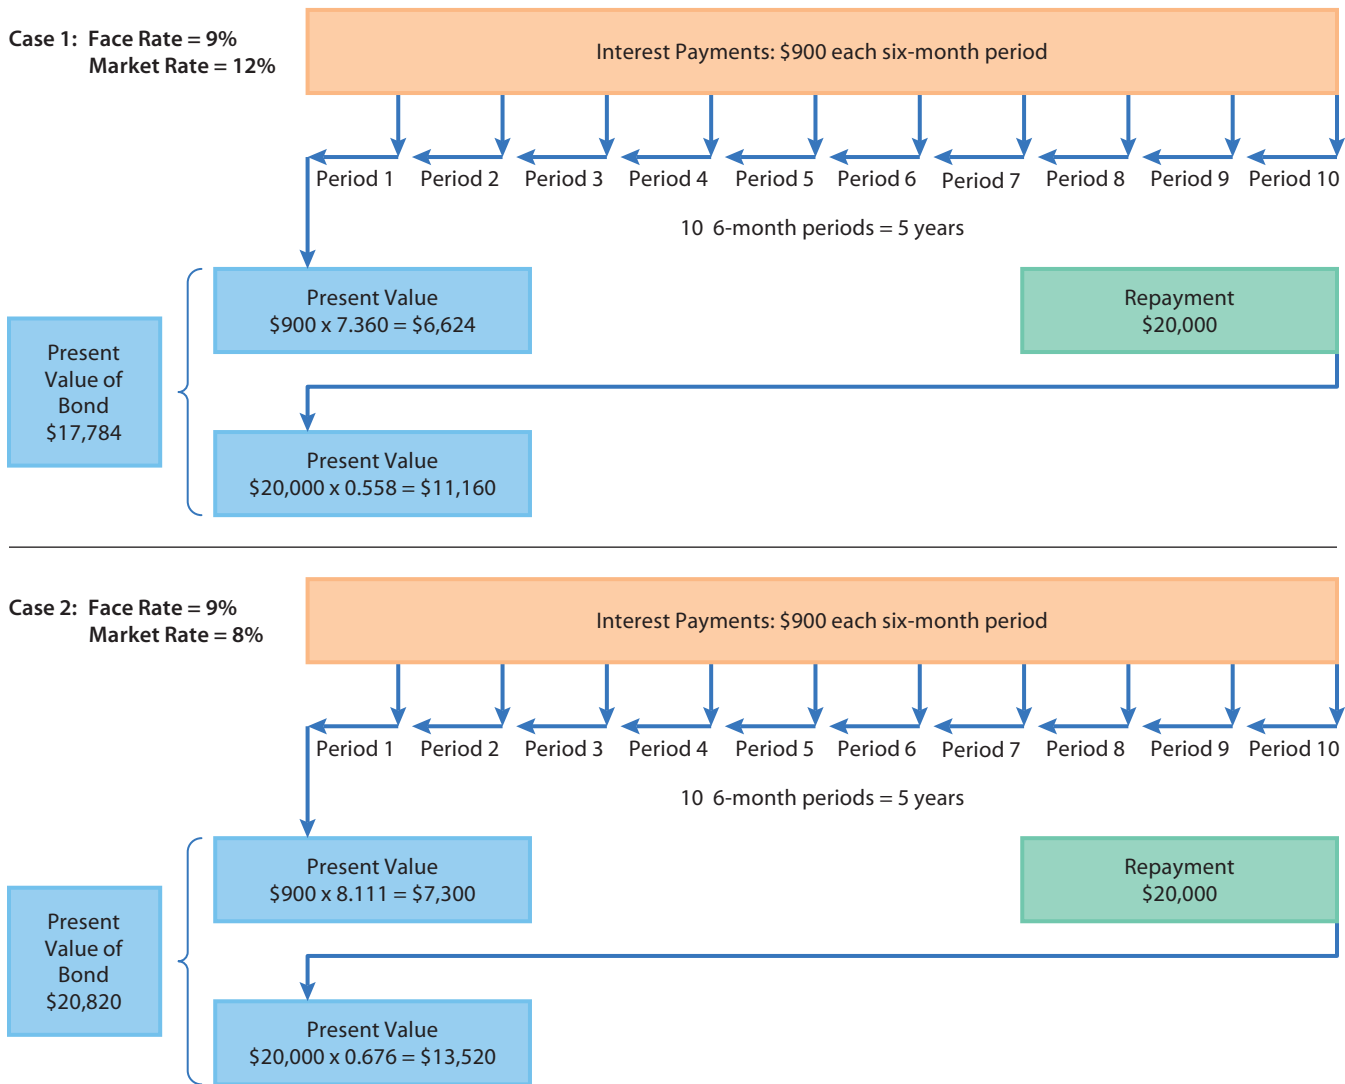 Case 1: Face Rate = 9%
Market Rate = 12%
Interest Payments: $900 each six-month period
Period 1 Period 2 Period 3 Period 4 Period 5 Period 6 Period 7 Period 8 Period 9 Period 10
10 6-month periods = 5 years
Present Value
$900 x 7.360 = $6,624
Repayment
$20,000
Present
Value of
Bond
$17,784
Present Value
$20,000 x 0.558 = $11,160
Case 2: Face Rate = 9%
Market Rate = 8%
Interest Payments: $900 each six-month period
Period 1 Period 2 Period 3 Period 4 Period 5 Period 6 Period 7 Period 8 Period 9 Period 10
10 6-month periods = 5 years
Present Value
$900 x 8.111 = $7,300
Repayment
$20,000
Present
Value of
Bond
$20,820
Present Value
$20,000 x 0.676 = $13,520